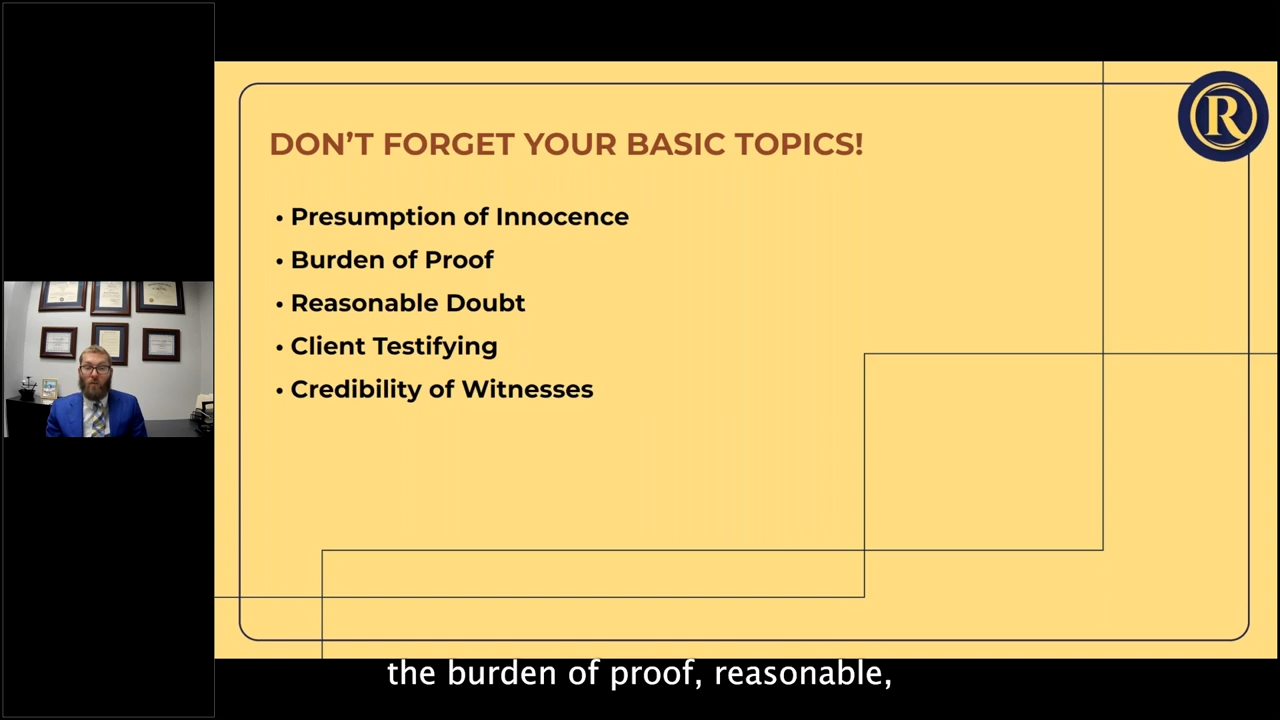 DON'T FORGET YOUR BASIC TOPICS!
R
• Presumption of Innocence
• Burden of Proof
• Reasonable Doubt
• Client Testifying
• Credibility of Witnesses
the burden of proof, reasonable,